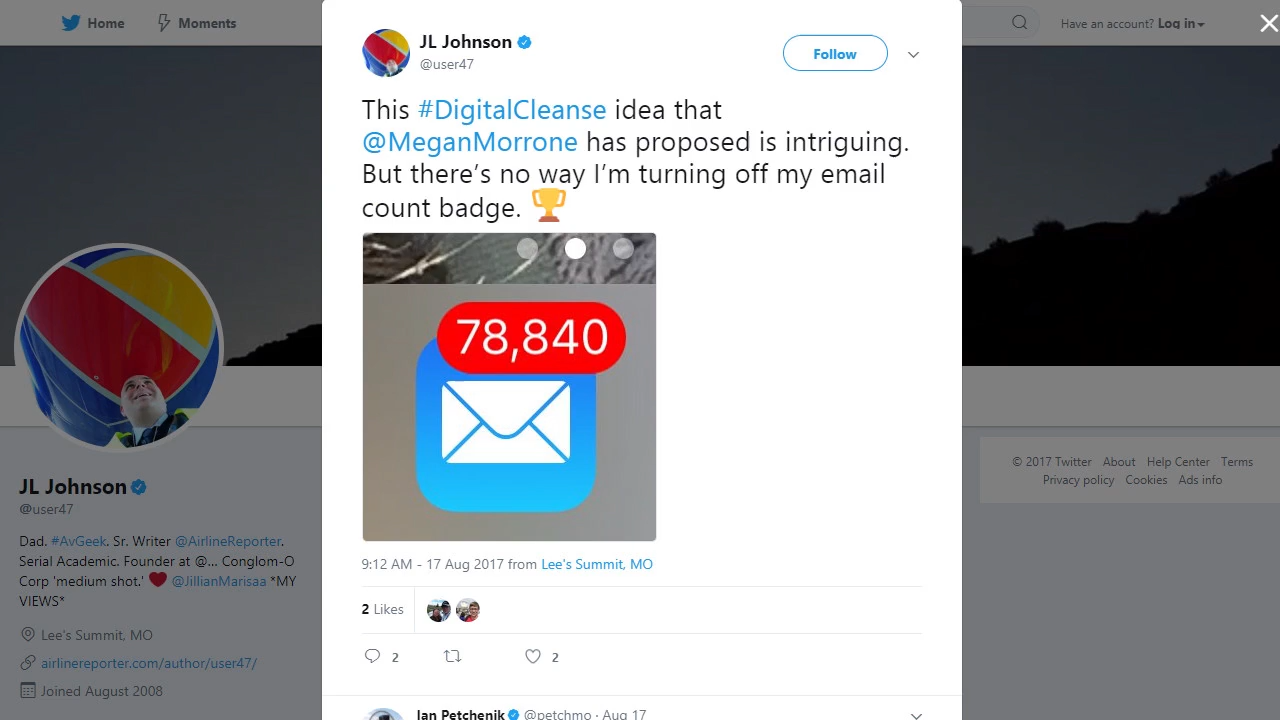 Home
Moments
Have an account? Log in
JL Johnson
@user47
Follow
This #DigitalCleanse idea that
@MeganMorrone has proposed is intriguing.
But there's no way I'm turning off my email
count badge. 🏆
78,840
9:12 AM - 17 Aug 2017 from Lee's Summit, MO
2 Likes
2
2
Ian Petchenik @petchmo · Aug 17
JL Johnson
@user47
Dad. #AvGeek. Sr. Writer @AirlineReporter.
Serial Academic. Founder at @... Conglom-O
Corp 'medium shot.' ❤ @JillianMarisaa *MY
VIEWS*
Lee's Summit, MO
airlinereporter.com/author/user47/
Joined August 2008
© 2017 Twitter About Help Center Terms
Privacy policy Cookies Ads info